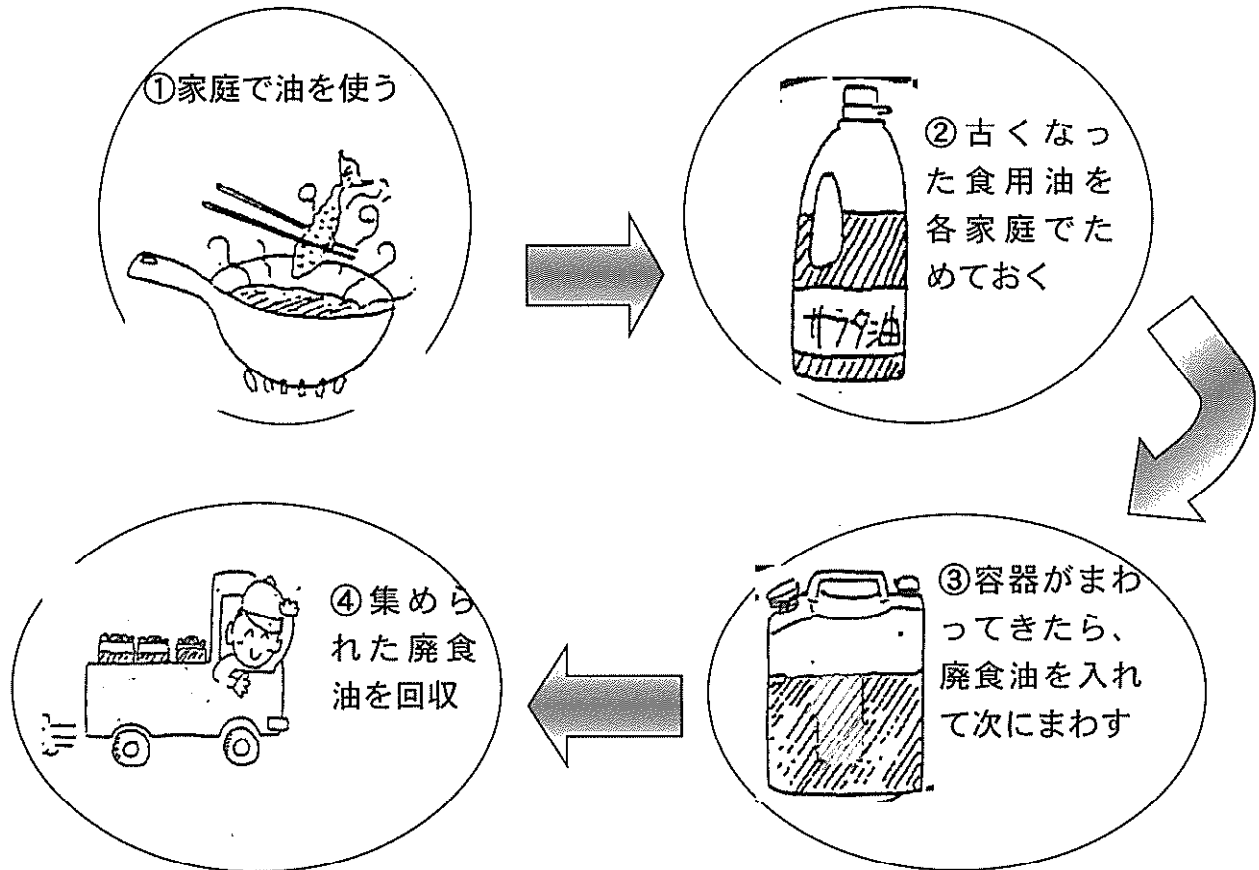 ①家庭で油を使う
②古くなっ
た食用油を
各家庭でた
めておく
サラダ油
③容器がまわ
ってきたら、
廃食油を入れ
て次にまわす
④集めら
れた廃食
油を回収